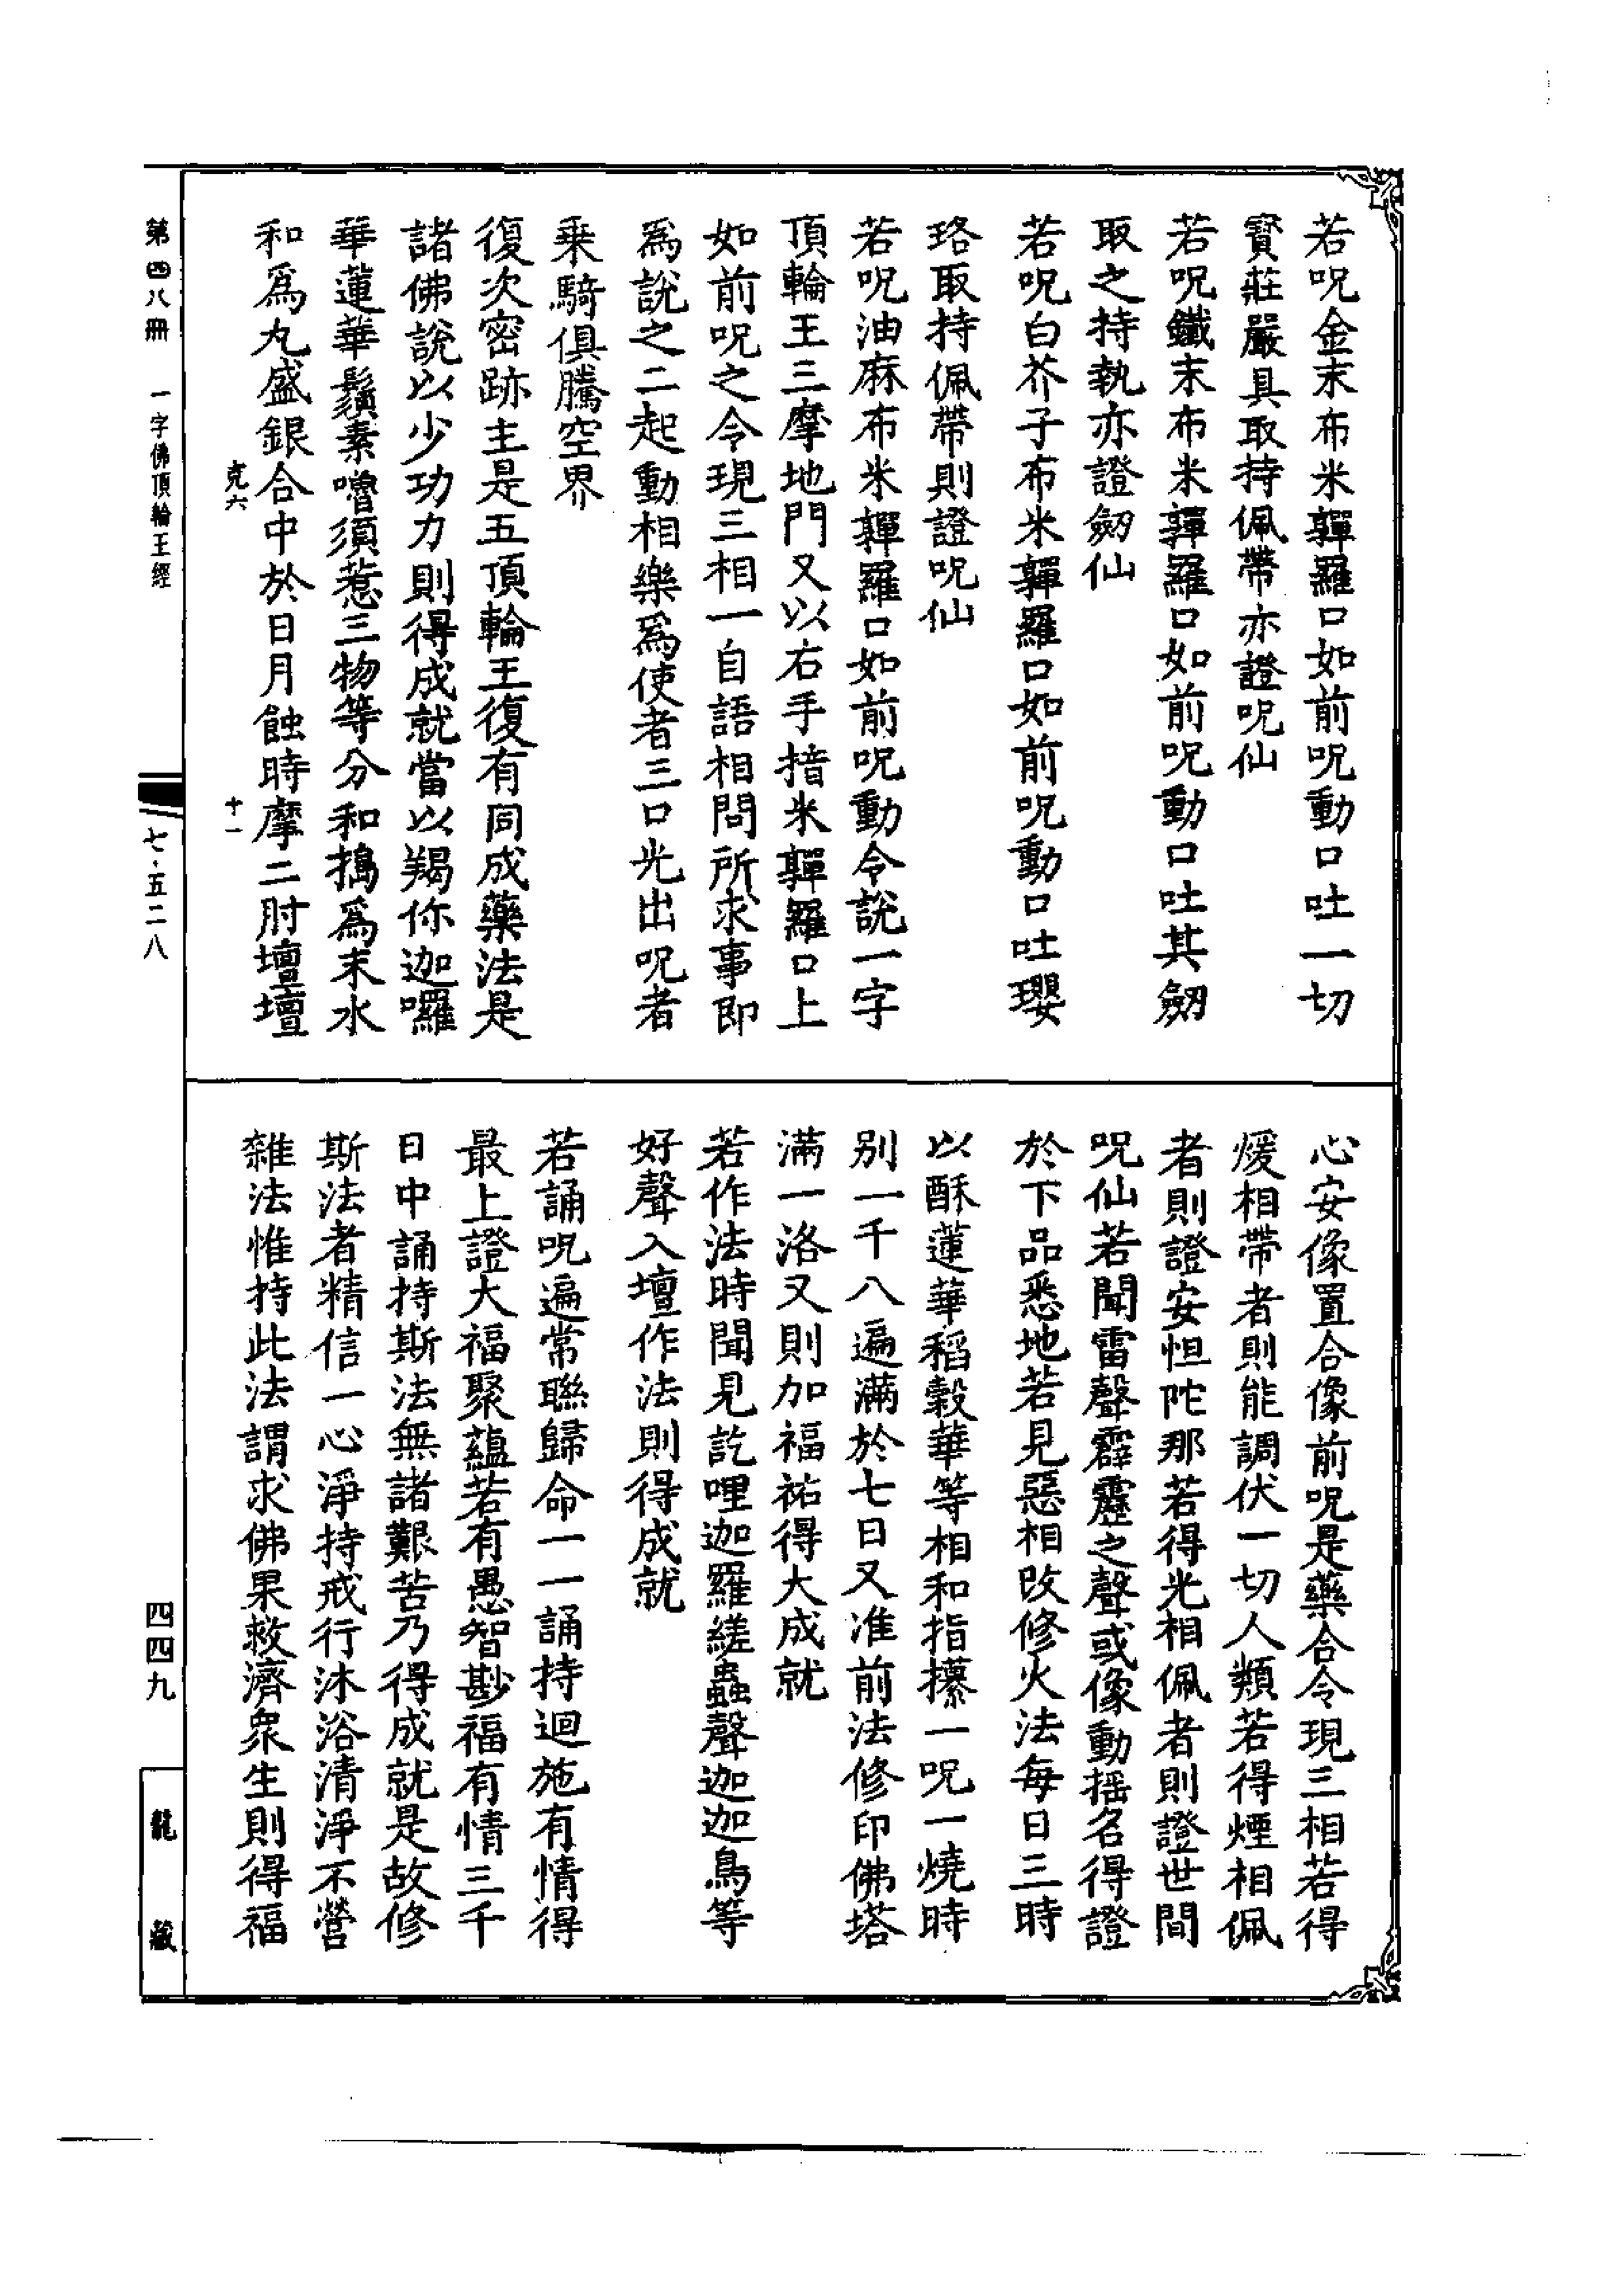 若呪金末布米鞸羅口如前呪動口吐一切
寳莊嚴具取持佩帶亦證呪仙
若呪鐵末布米鞸羅口如前呪動口吐其劒
取之持執亦證劒仙
若呪白芥子布米鞸羅口如前呪動口吐瓔
珞取持佩帶則證呪仙
若呪油麻布米鞸羅口如前呪動令說一字
頂輪王三摩地門又以右手揞米鞸羅口上
如前呪之令現三相一自語相問所求事即
爲說之二起動相樂爲使者三口光出呪者
乘騎俱騰空界
復次密跡主是五頂輪王復有同成藥法是
諸佛說以少功力則得成就當以羯你迦囉
華蓮華鬚素嚕須惹三物等分和擣爲末水
和爲丸盛銀合中於日月蝕時摩二肘壇壇
克六 十一
心安像置合像前呪是藥合令現三相若得
煖相帶者則能調伏一切人類若得煙相佩
者則證安怛陀那若得光相佩者則證世間
呪仙若聞雷聲霹靂之聲或像動揺名得證
於下品悉地若見惡相改修火法每日三時
以酥蓮華稻穀華等相和指攃一呪一燒時
別一千八遍滿於七日又准前法修印佛塔
滿一洛叉則加福祐得大成就
若作法時聞見訖哩迦羅縒蟲聲迦迦鳥等
好聲入壇作法則得成就
若誦呪遍常聯歸命一一誦持迴施有情得
最上證大福聚蘊若有愚智尠福有情三千
日中誦持斯法無諸艱苦乃得成就是故修
斯法者精信一心淨持戒行沐浴清淨不營
雜法惟持此法謂求佛果救濟衆生則得福
第四八冊 一字佛頂輪王經
七·五二八
四四九
龍藏